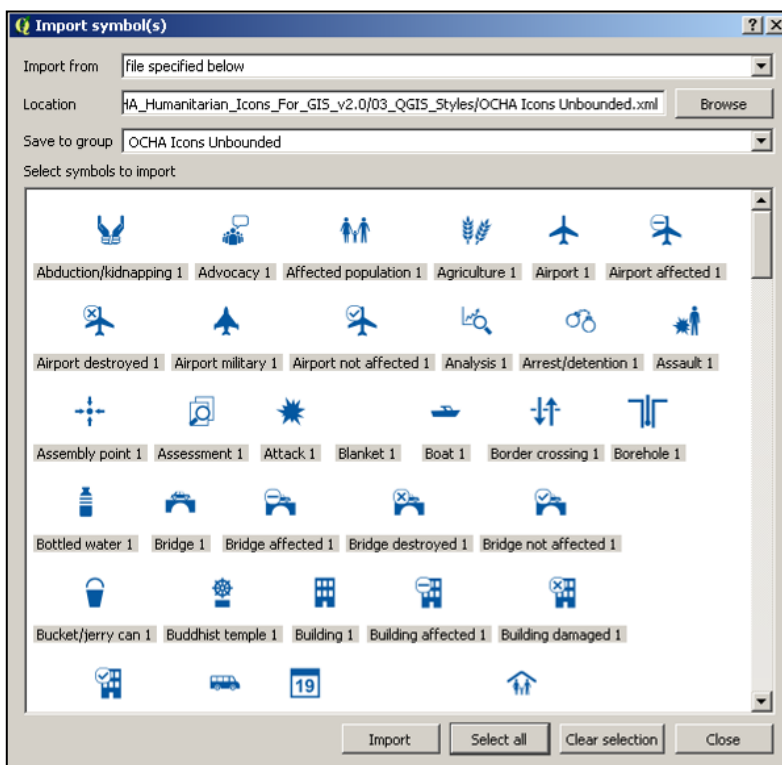 Import symbol(s)
Import from file specified below
Location HA_Humanitarian_Icons_For_GIS_v2.0/03_QGIS_Styles/OCHA Icons Unbounded.xml Browse
Save to group OCHA Icons Unbounded
Select symbols to import
Abduction/kidnapping 1 Advocacy 1 Affected population 1 Agriculture 1 Airport 1 Airport affected 1
Airport destroyed 1 Airport military 1 Airport not affected 1 Analysis 1 Arrest/detention 1 Assault 1
Assembly point 1 Assessment 1 Attack 1 Blanket 1 Boat 1 Border crossing 1 Borehole 1
Bottled water 1 Bridge 1 Bridge affected 1 Bridge destroyed 1 Bridge not affected 1
Bucket/jerry can 1 Buddhist temple 1 Building 1 Building affected 1 Building damaged 1
19
Import Select all Clear selection Close